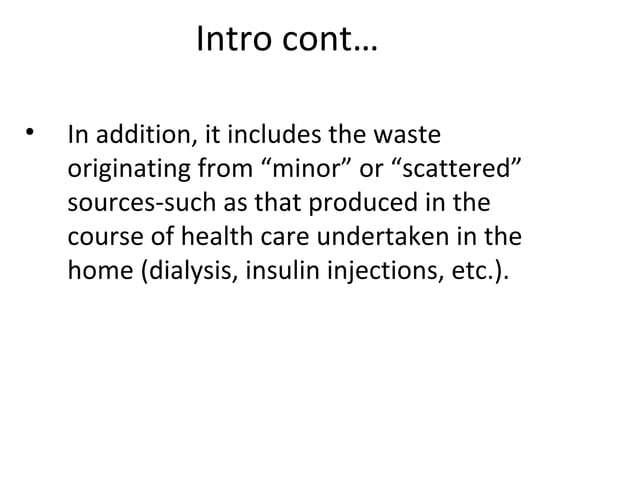 Intro cont…
• In addition, it includes the waste
originating from “minor” or “scattered”
sources-such as that produced in the
course of health care undertaken in the
home (dialysis, insulin injections, etc.).